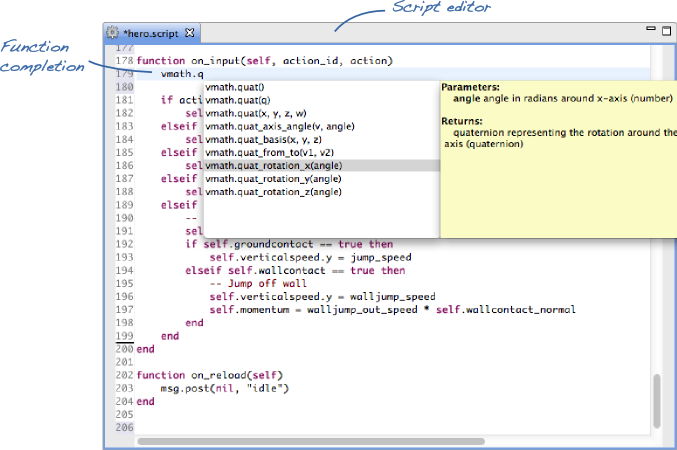 Script editor
*hero.script
Function
completion
177
178 function on_input(self, action_id, action)
179 vmath.q
180
181 if acti
182 sel
183 elseif
184 sel
185 elseif
186 sel
187 elseif
188 sel
189 elseif
190 --
191 sel
192 if self.groundcontact == true then
193 self.verticalspeed.y = jump_speed
194 elseif self.wallcontact == true then
195 -- Jump off wall
196 self.verticalspeed.y = walljump_speed
197 self.momentum = walljump_out_speed * self.wallcontact_normal
198 end
199 end
200 end
201
202 function on_reload(self)
203 msg.post(nil, "idle")
204 end
205
206
vmath.quat()
vmath.quat(q)
vmath.quat(x, y, z, w)
vmath.quat_axis_angle(v, angle)
vmath.quat_basis(x, y, z)
vmath.quat_from_to(v1, v2)
vmath.quat_rotation_x(angle)
vmath.quat_rotation_y(angle)
vmath.quat_rotation_z(angle)
Parameters:
angle angle in radians around x-axis (number)
Returns:
quaternion representing the rotation around the
axis (quaternion)